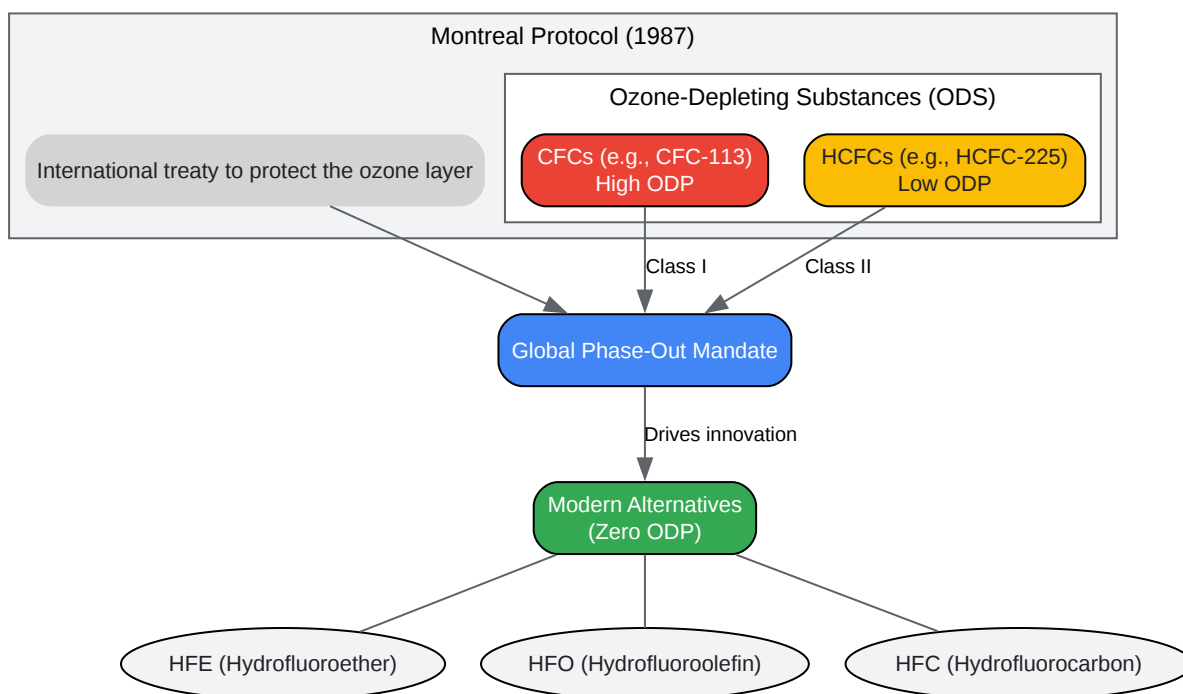 Montreal Protocol (1987)
Ozone-Depleting Substances (ODS)
International treaty to protect the ozone layer
CFCs (e.g., CFC-113)
High ODP
HCFCs (e.g., HCFC-225)
Low ODP
Class I
Class II
Global Phase-Out Mandate
Drives innovation
Modern Alternatives
(Zero ODP)
HFE (Hydrofluoroether)
HFO (Hydrofluoroolefin)
HFC (Hydrofluorocarbon)